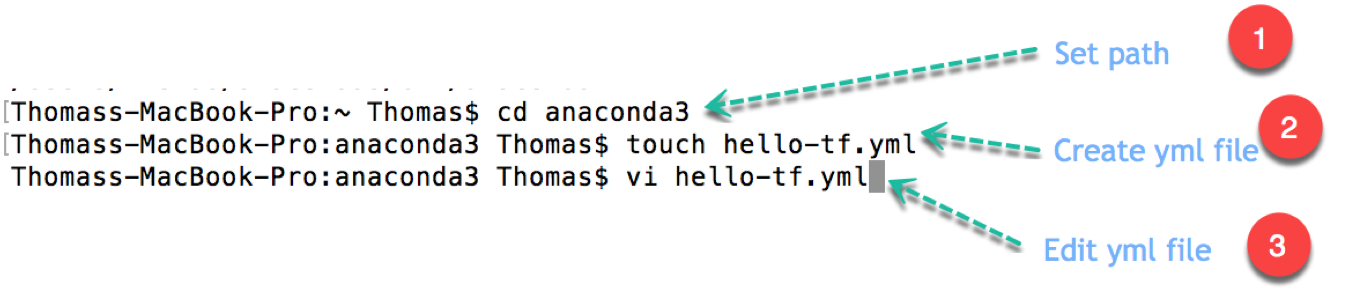 Set path
1
[Thomass-MacBook-Pro:~ Thomas$ cd anaconda3
[Thomass-MacBook-Pro:anaconda3 Thomas$ touch hello-tf.yml
Create yml file
2
Thomass-MacBook-Pro:anaconda3 Thomas$ vi hello-tf.yml
Edit yml file
3